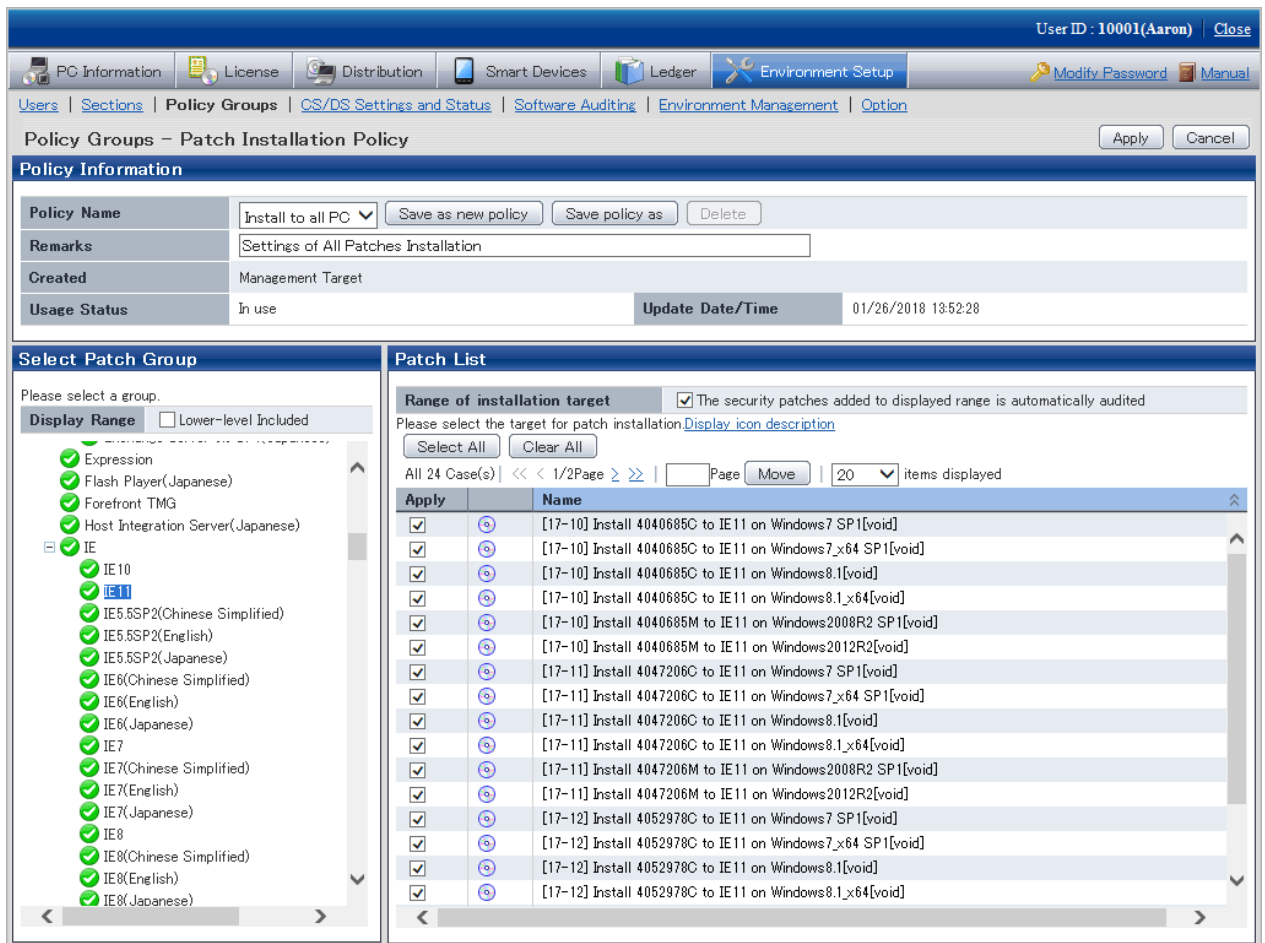 User ID : 10001(Aaron) Close
PC Information License Distribution Smart Devices Ledger Environment Setup Modify Password Manual
Users | Sections | Policy Groups | CS/DS Settings and Status | Software Auditing | Environment Management | Option
Policy Groups - Patch Installation Policy Apply Cancel
Policy Information
Policy Name Install to all PC Save as new policy Save policy as Delete
Remarks Settings of All Patches Installation
Created Management Target
Usage Status In use Update Date/Time 01/26/2018 13:52:28
Select Patch Group
Please select a group.
Display Range Lower-level Included
Expression
Flash Player(Japanese)
Forefront TMG
Host Integration Server(Japanese)
IE
IE10
IE11
IE5.5SP2(Chinese Simplified)
IE5.5SP2(English)
IE5.5SP2(Japanese)
IE6(Chinese Simplified)
IE6(English)
IE6(Japanese)
IE7
IE7(Chinese Simplified)
IE7(English)
IE7(Japanese)
IE8
IE8(Chinese Simplified)
IE8(English)
IE8(Japanese)
Patch List
Range of installation target The security patches added to displayed range is automatically audited
Please select the target for patch installation.Display icon description
Select All Clear All
All 24 Case(s)| << < 1/2Page > >> | Page Move | 20 items displayed
Apply Name
[17-10] Install 4040685C to IE11 on Windows7 SP1[void]
[17-10] Install 4040685C to IE11 on Windows7_x64 SP1[void]
[17-10] Install 4040685C to IE11 on Windows8.1[void]
[17-10] Install 4040685C to IE11 on Windows8.1_x64[void]
[17-10] Install 4040685M to IE11 on Windows2008R2 SP1[void]
[17-10] Install 4040685M to IE11 on Windows2012R2[void]
[17-11] Install 4047206C to IE11 on Windows7 SP1[void]
[17-11] Install 4047206C to IE11 on Windows7_x64 SP1[void]
[17-11] Install 4047206C to IE11 on Windows8.1[void]
[17-11] Install 4047206C to IE11 on Windows8.1_x64[void]
[17-11] Install 4047206M to IE11 on Windows2008R2 SP1[void]
[17-11] Install 4047206M to IE11 on Windows2012R2[void]
[17-12] Install 4052978C to IE11 on Windows7 SP1[void]
[17-12] Install 4052978C to IE11 on Windows7_x64 SP1[void]
[17-12] Install 4052978C to IE11 on Windows8.1[void]
[17-12] Install 4052978C to IE11 on Windows8.1_x64[void]